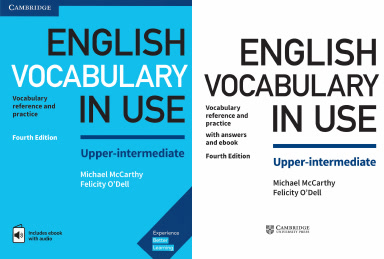 CAMBRIDGE
ENGLISH
VOCABULARY
IN USE
Vocabulary
reference and
practice
Fourth Edition
Upper-intermediate
Michael McCarthy
Felicity O'Dell
includes ebook
with audio
Experience
Better
Learning
ENGLISH
VOCABULARY
IN USE
Vocabulary
reference and
practice
with answers
and ebook
Fourth Edition
Upper-intermediate
Michael McCarthy
Felicity O'Dell
CAMBRIDGE
UNIVERSITY PRESS